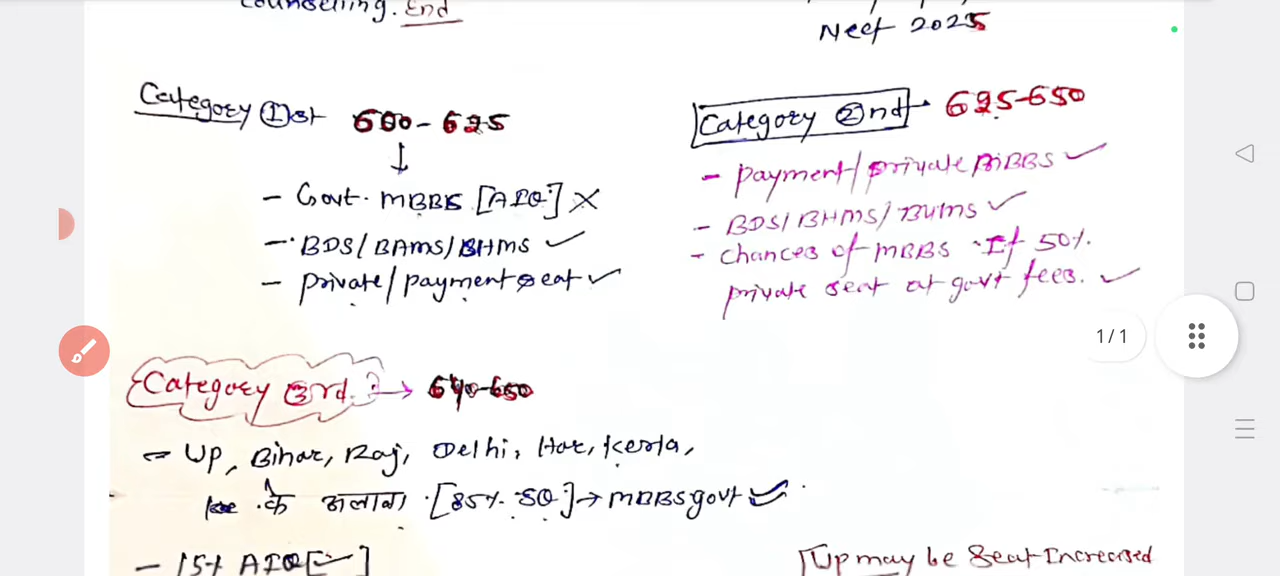 Counselling. End
Neet 2025
Category 1st 600-625
- Govt. MBBS [AIQ] X
- BDS/BAMS/BHMS ✓
- Private/payment seat ✓
Category 2nd 625-650
- Payment/private MBBS ✓
- BDS/BHMS/BUMS ✓
- Chances of MBBS If 50%
private seat at govt fees. ✓
1/1
Category 3rd. → 640-650
UP, Bihar, Raj, Delhi, Har, Kerla,
के अलावा [85% SQ] → MBBS govt ✓
- 1st AIQ [✓]
UP may be Seat Increased